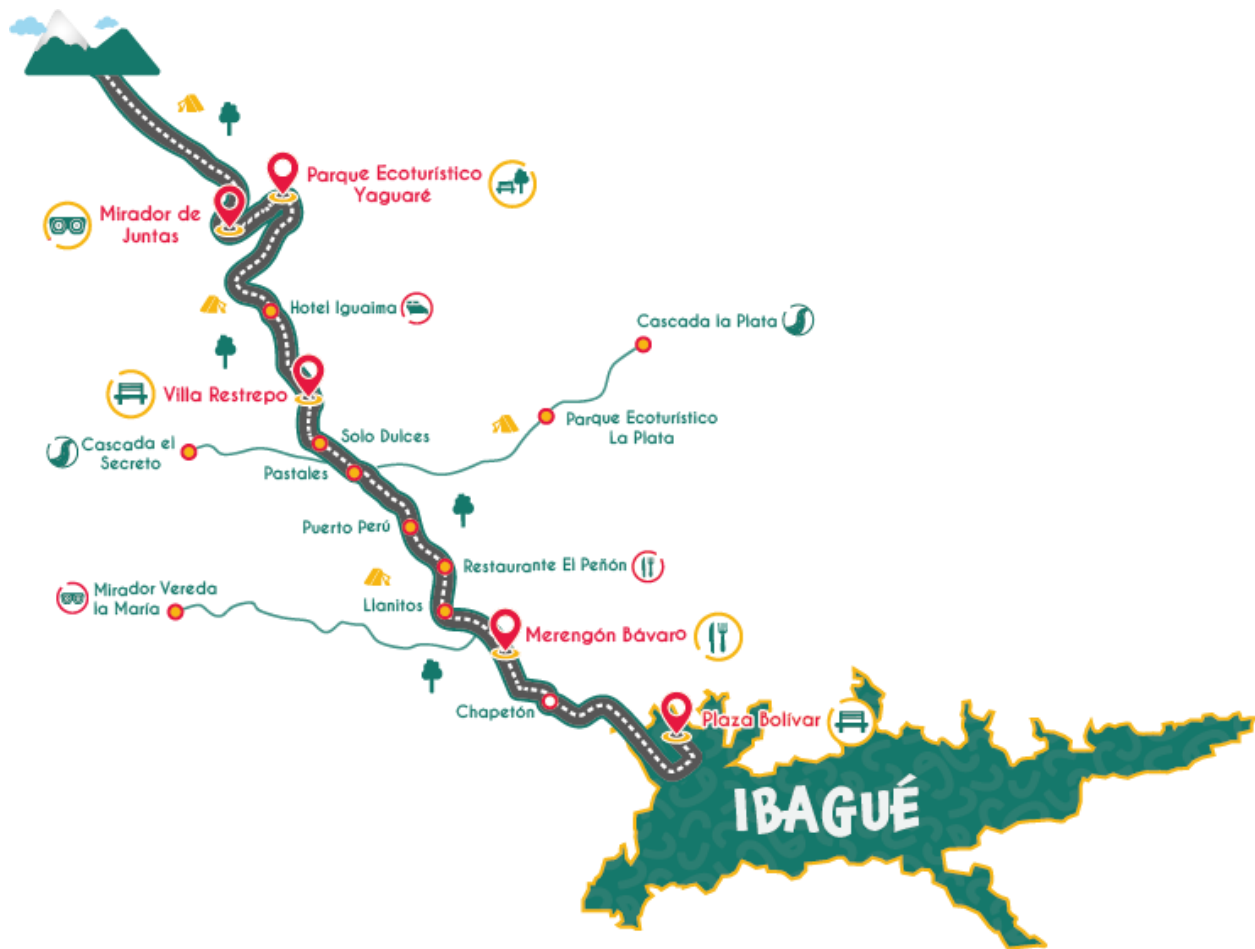 Parque Ecoturístico
Yaguaré
Mirador de
Juntas
Hotel Iguaima
Cascada la Plata
Villa Restrepo
Parque Ecoturístico
La Plata
Solo Dulces
Cascada el
Secreto
Pastales
Puerto Perú
Restaurante El Peñón
Mirador Vereda
la María
Llanitos
Merengón Bávaro
Chapetón
Plaza Bolívar
IBAGUÉ